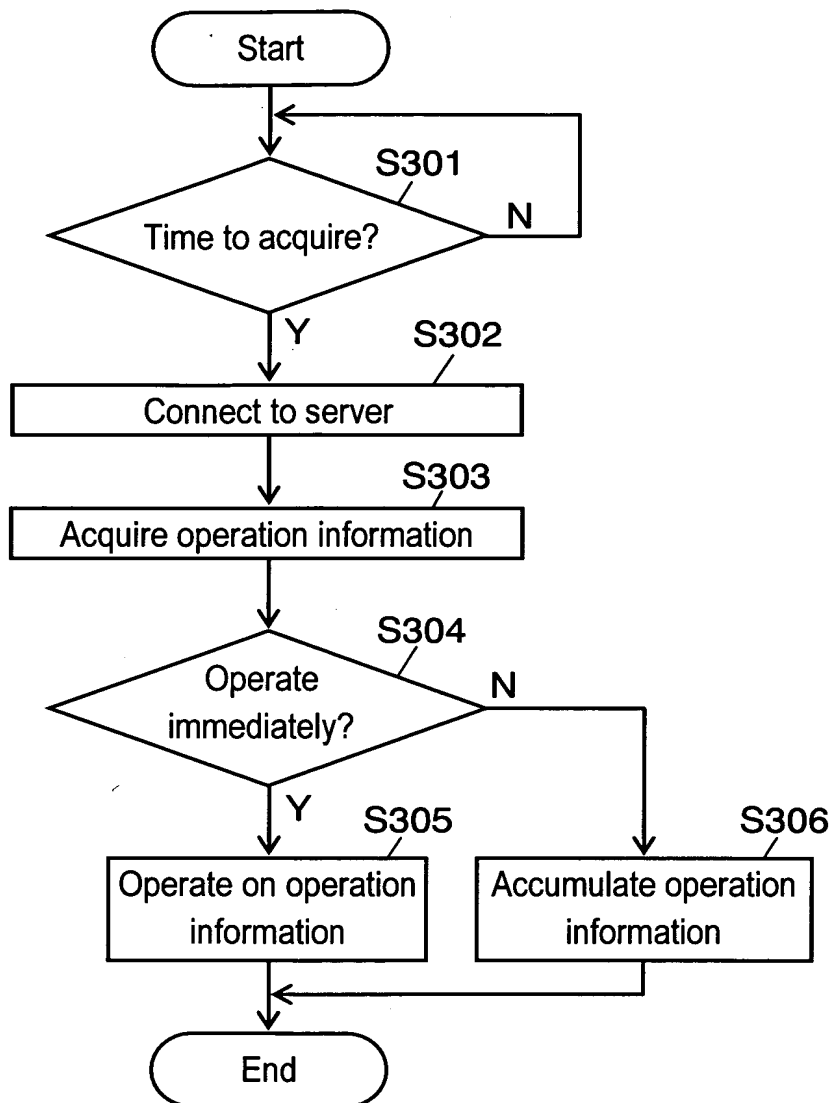 Start
S301
Time to acquire?
N
Y
S302
Connect to server
S303
Acquire operation information
S304
Operate
immediately?
N
Y
S305
Operate on operation
information
S306
Accumulate operation
information
End